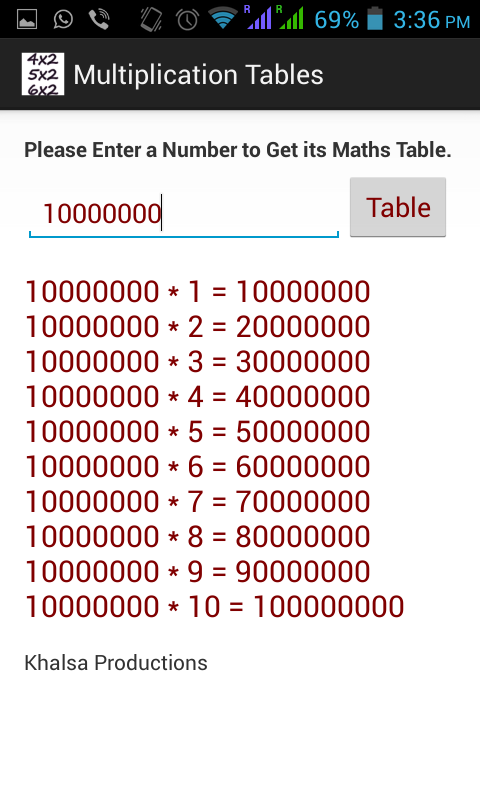 R R 69% 3:36 PM
4x2
5x2
6x2
Multiplication Tables
Please Enter a Number to Get its Maths Table.
10000000
Table
10000000 * 1 = 10000000
10000000 * 2 = 20000000
10000000 * 3 = 30000000
10000000 * 4 = 40000000
10000000 * 5 = 50000000
10000000 * 6 = 60000000
10000000 * 7 = 70000000
10000000 * 8 = 80000000
10000000 * 9 = 90000000
10000000 * 10 = 100000000
Khalsa Productions